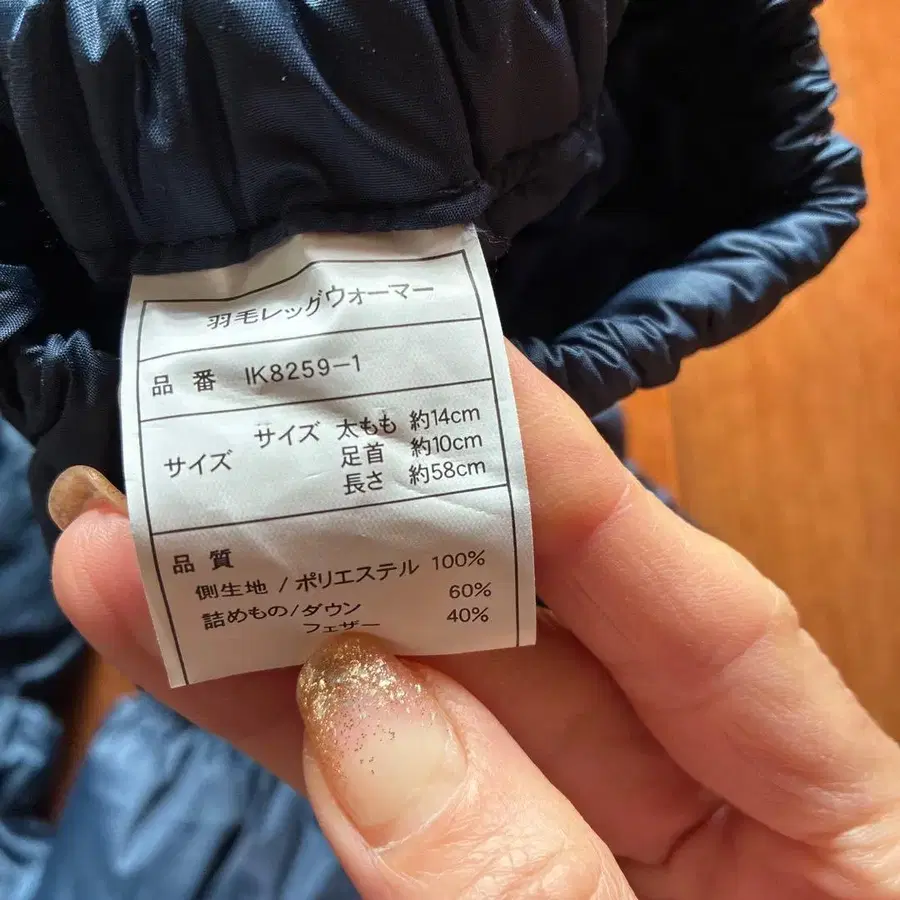 羽毛レッグウォーマー
品番 IK8259-1
サイズ サイズ 太もも 約14cm
足首 約10cm
長さ 約58cm
品質
側生地/ポリエステル 100%
詰めもの/ダウン 60%
フェザー 40%